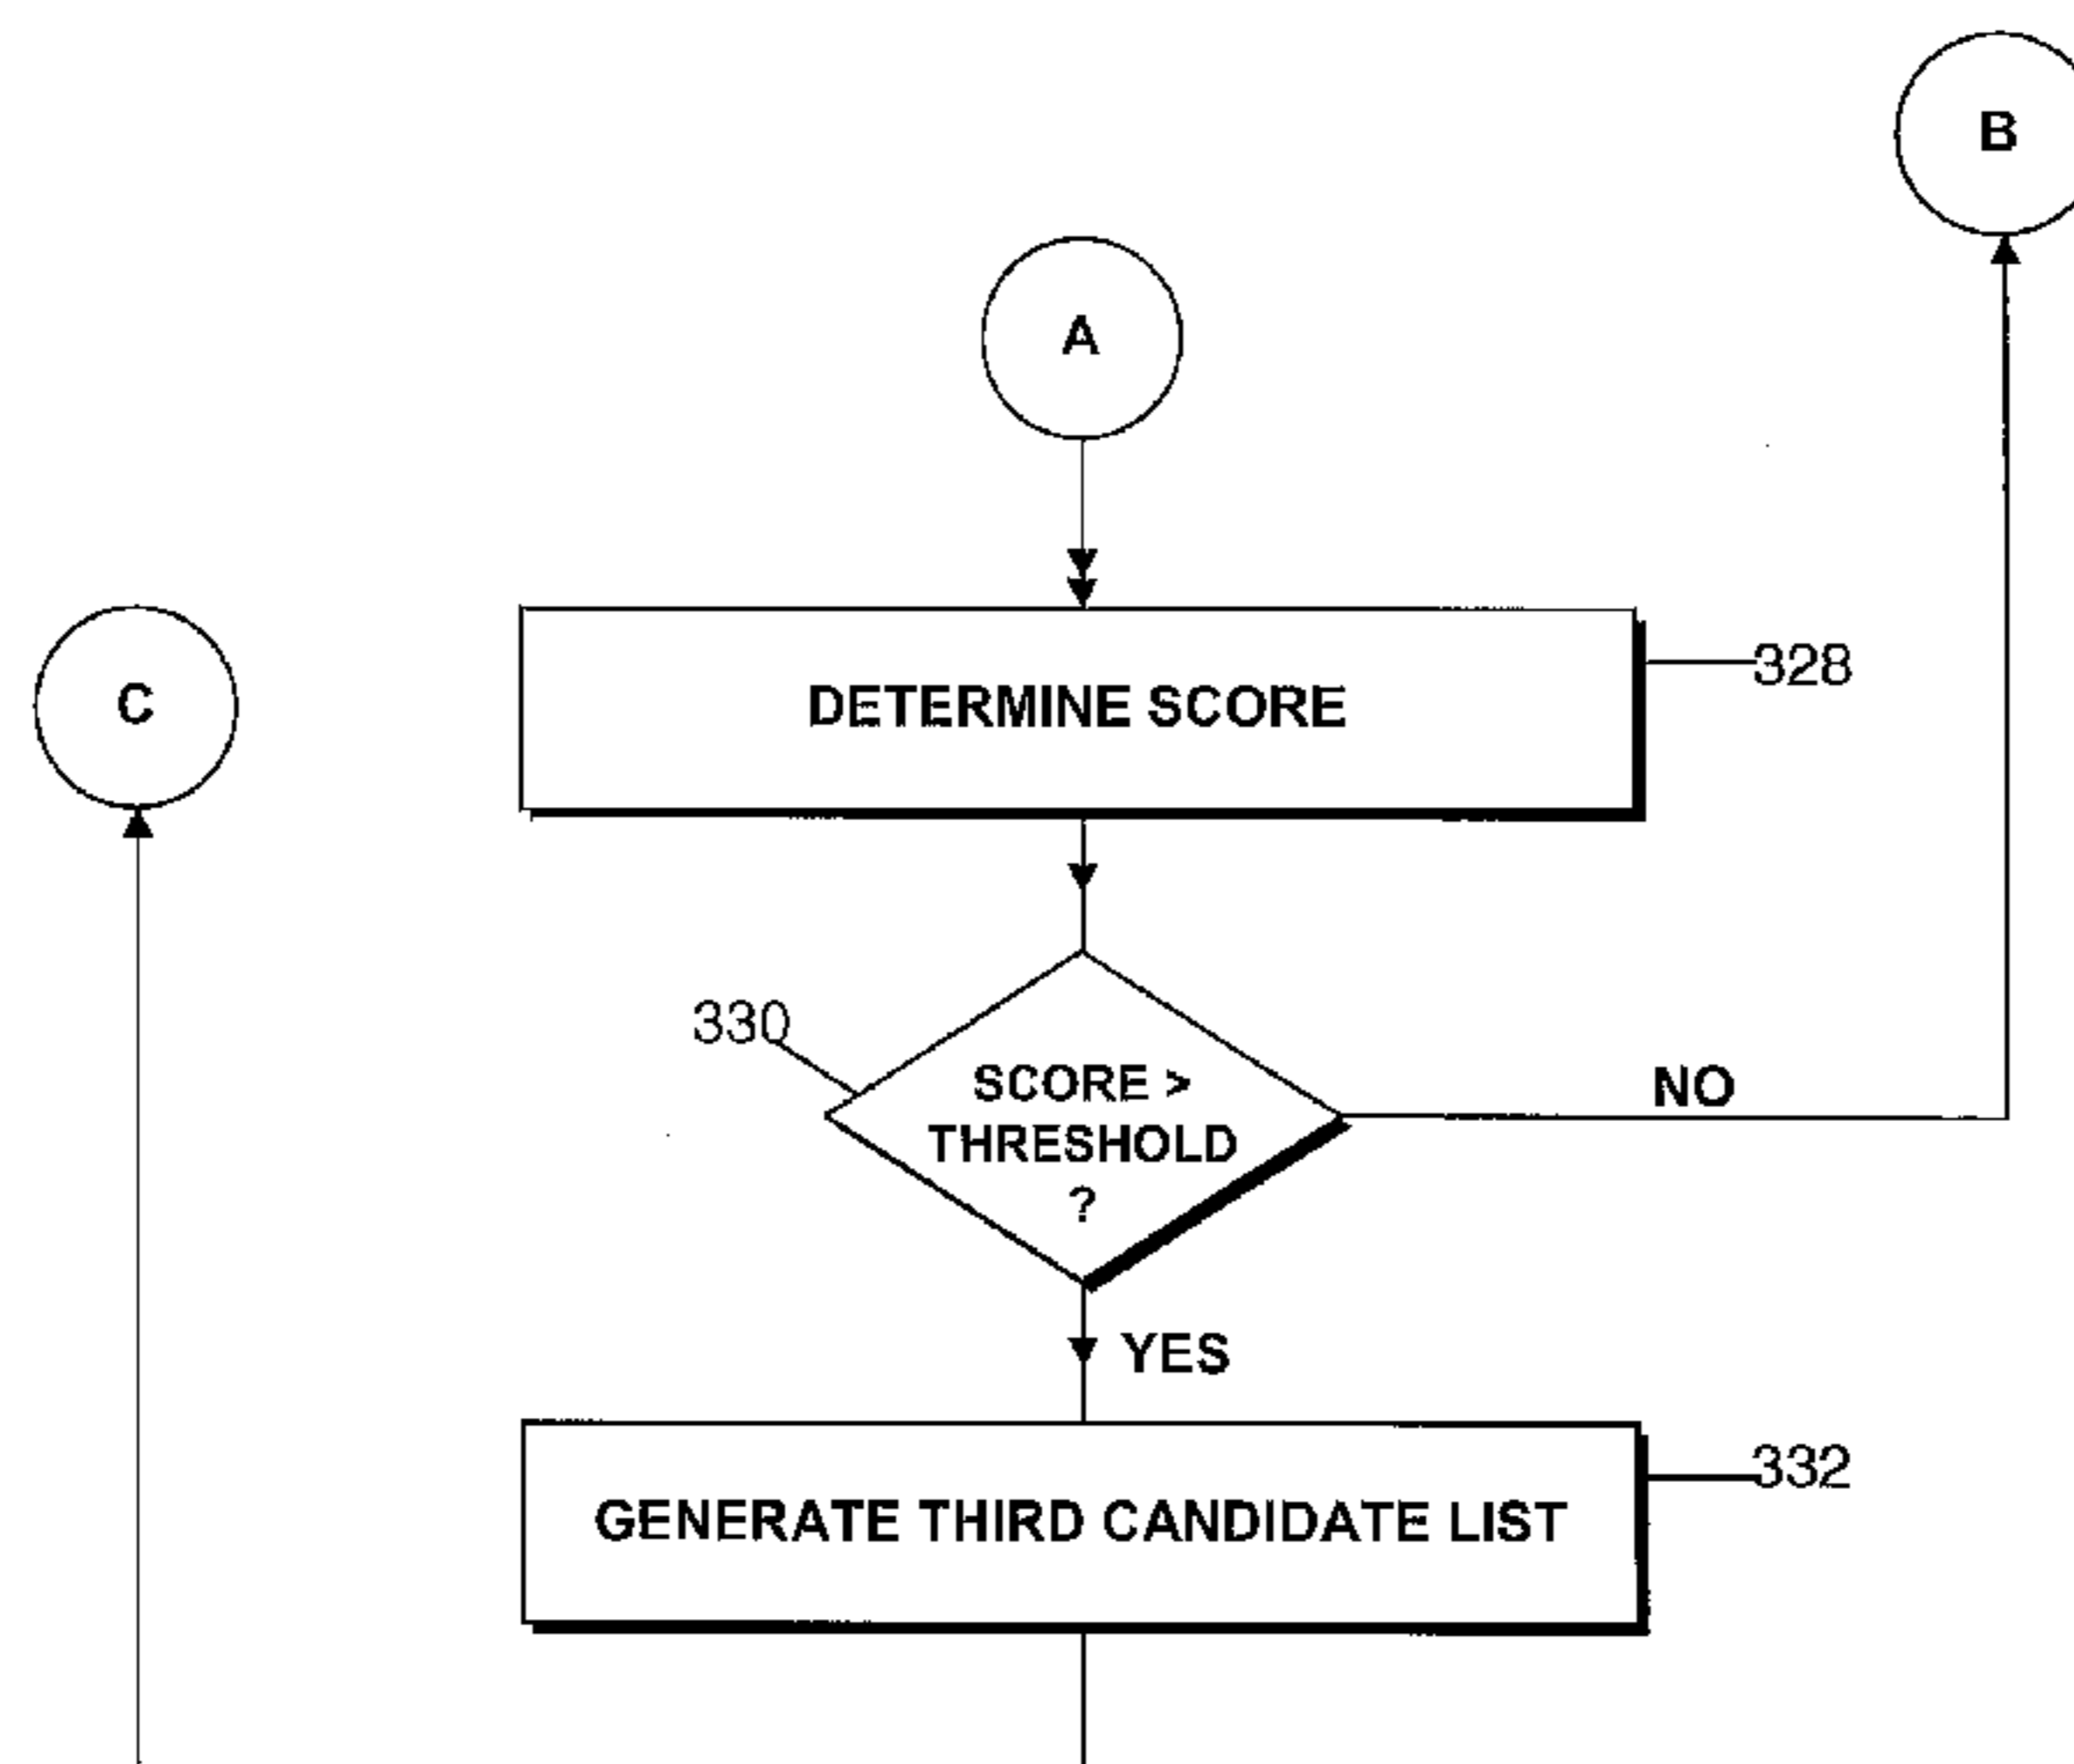 B
A
C
DETERMINE SCORE
328
330
SCORE >
THRESHOLD
?
NO
YES
GENERATE THIRD CANDIDATE LIST
332